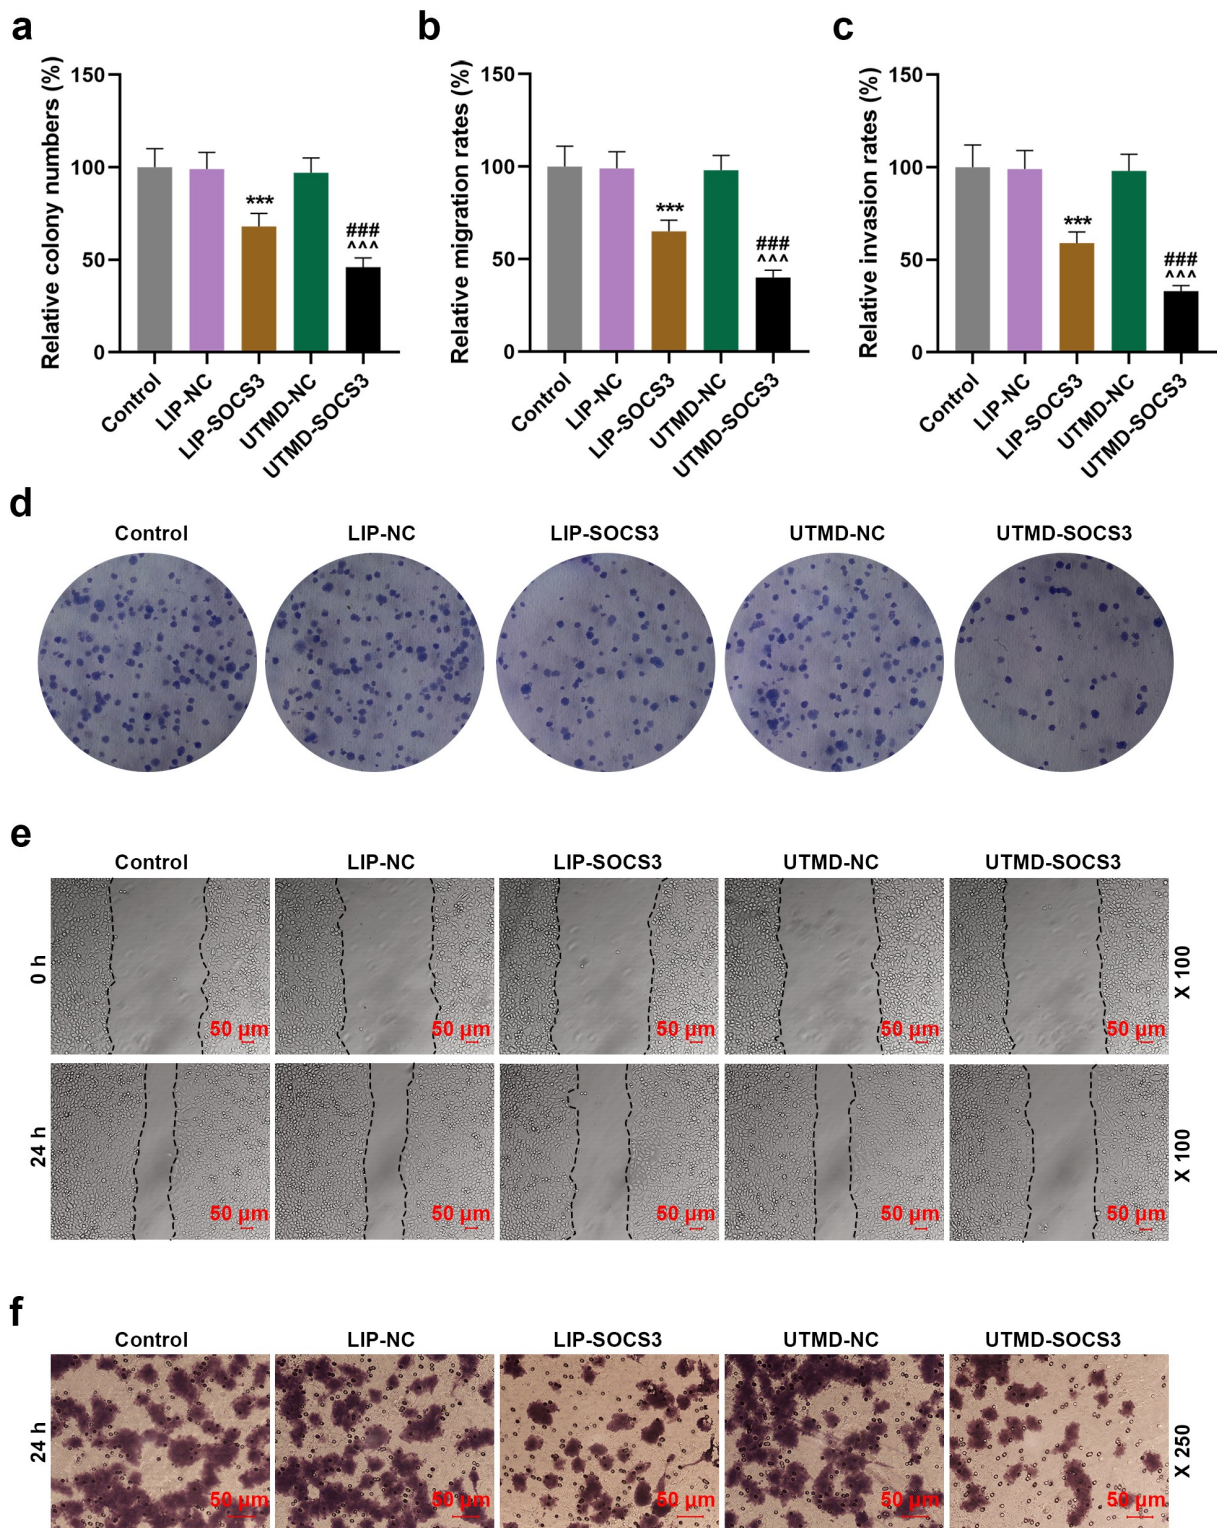 a
Relative colony numbers (%)
150
100
50
0
***
###
^^^
Control
LIP-NC
LIP-SOCS3
UTMD-NC
UTMD-SOCS3
b
Relative migration rates (%)
150
100
50
0
***
###
^^^
Control
LIP-NC
LIP-SOCS3
UTMD-NC
UTMD-SOCS3
c
Relative invasion rates (%)
150
100
50
0
***
###
^^^
Control
LIP-NC
LIP-SOCS3
UTMD-NC
UTMD-SOCS3
d
Control LIP-NC LIP-SOCS3 UTMD-NC UTMD-SOCS3
e
Control LIP-NC LIP-SOCS3 UTMD-NC UTMD-SOCS3
0 h
50 μm 50 μm 50 μm 50 μm 50 μm
X 100
24 h
50 μm 50 μm 50 μm 50 μm 50 μm
X 100
f
Control LIP-NC LIP-SOCS3 UTMD-NC UTMD-SOCS3
24 h
50 μm 50 μm 50 μm 50 μm 50 μm
X 250